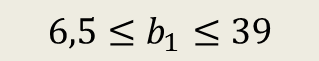 6,5 ≤ b₁ ≤ 39